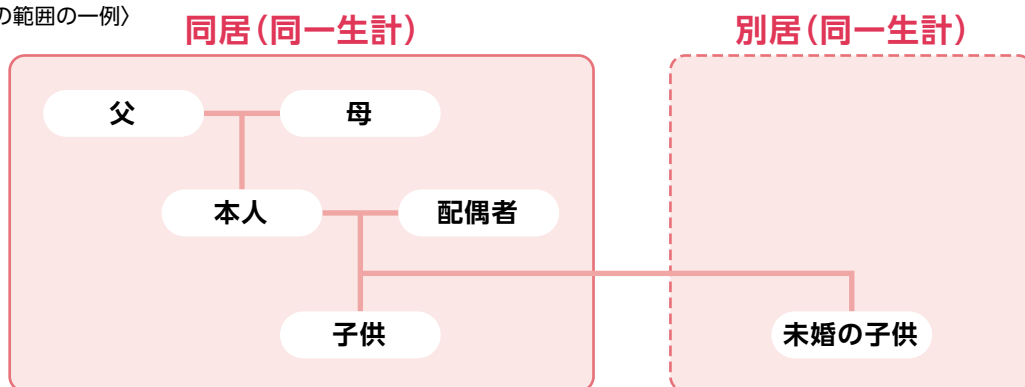 の範囲の一例〉
同居（同一生計）
別居（同一生計）
父
母
本人
配偶者
子供
未婚の子供